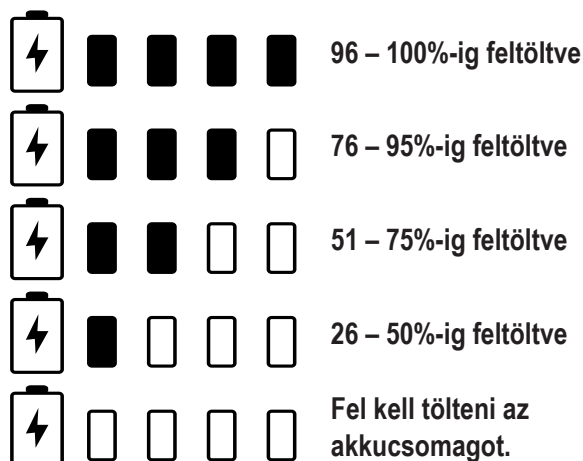 96 – 100%-ig feltöltve
76 – 95%-ig feltöltve
51 – 75%-ig feltöltve
26 – 50%-ig feltöltve
Fel kell tölteni az
akkucsomagot.